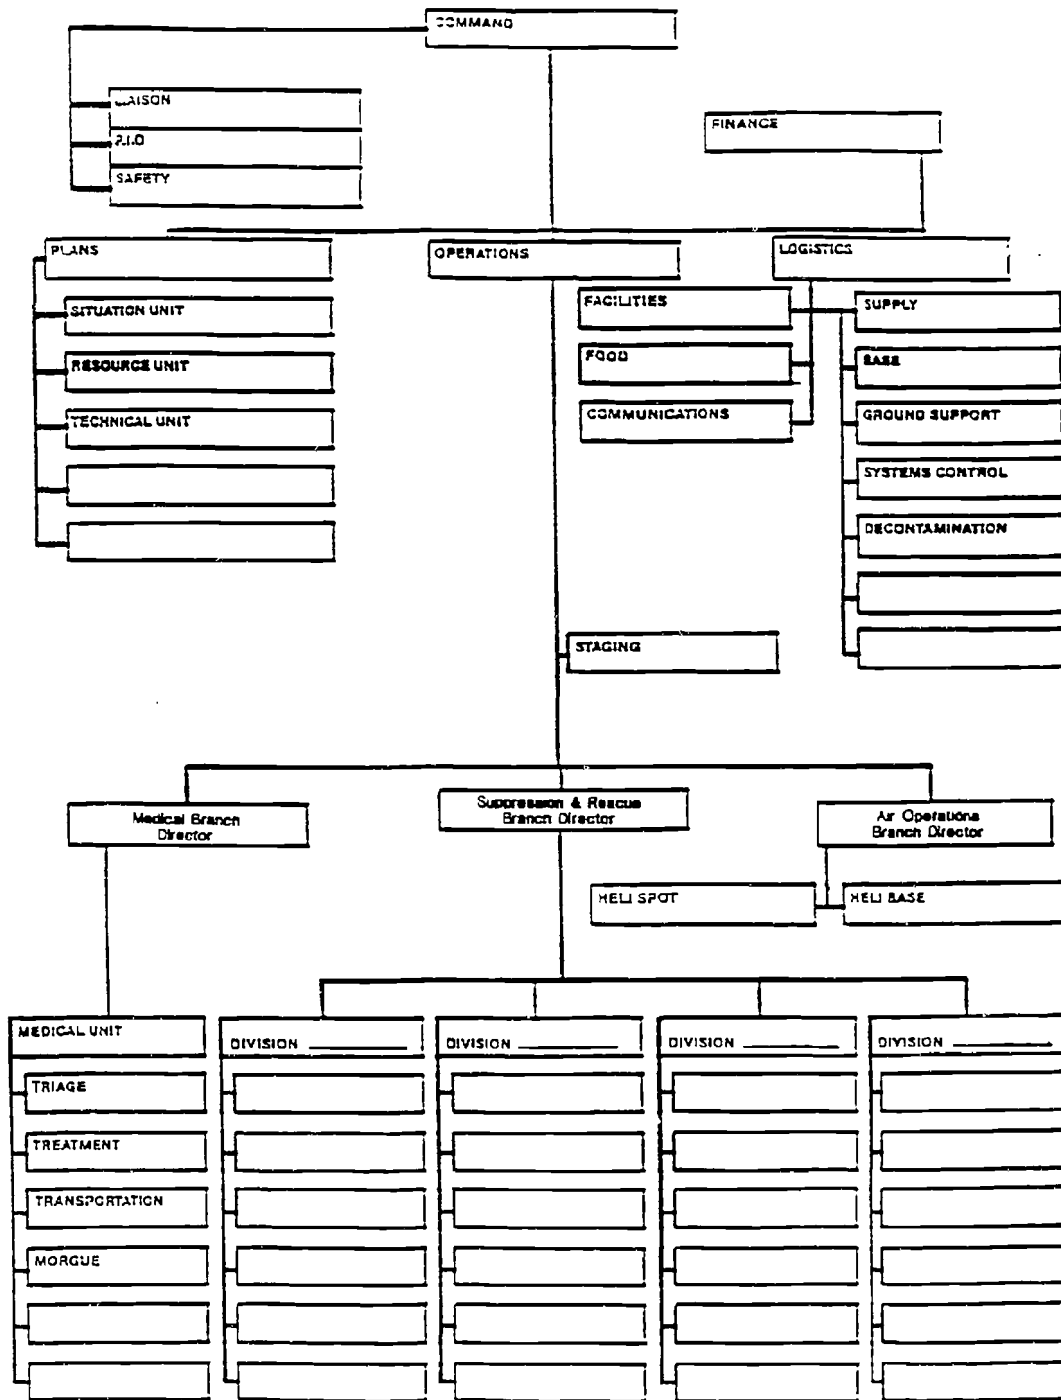 COMMAND
LIAISON
P.I.O
SAFETY
FINANCE
PLANS
OPERATIONS
LOGISTICS
SITUATION UNIT
RESOURCE UNIT
TECHNICAL UNIT
FACILITIES
FOOD
COMMUNICATIONS
SUPPLY
BASE
GROUND SUPPORT
SYSTEMS CONTROL
DECONTAMINATION
STAGING
Medical Branch
Director
Suppression & Rescue
Branch Director
Air Operations
Branch Director
HELI SPOT
HELI BASE
MEDICAL UNIT
TRIAGE
TREATMENT
TRANSPORTATION
MORGUE
DIVISION
DIVISION
DIVISION
DIVISION